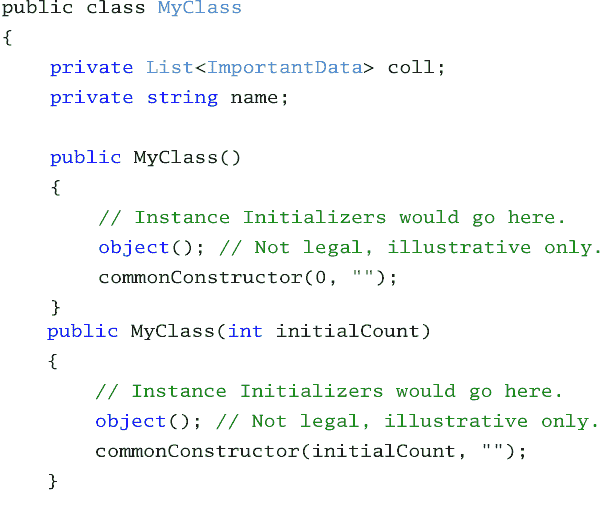 public class MyClass
{
    private List<ImportantData> coll;
    private string name;

    public MyClass()
    {
        // Instance Initializers would go here.
        object(); // Not legal, illustrative only.
        commonConstructor(0, "");
    }
    public MyClass(int initialCount)
    {
        // Instance Initializers would go here.
        object(); // Not legal, illustrative only.
        commonConstructor(initialCount, "");
    }